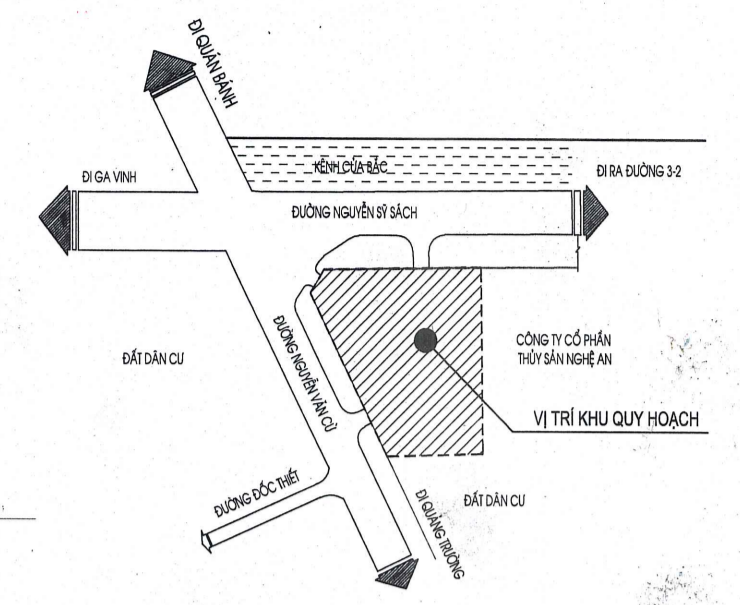 ĐI QUÁN BÁNH
KÊNH CỬA BẮC
ĐI RA ĐƯỜNG 3-2
ĐI GA VINH
ĐƯỜNG NGUYỄN SỸ SÁCH
ĐƯỜNG NGUYỄN VĂN CỪ
CÔNG TY CỔ PHẦN
THỦY SẢN NGHỆ AN
ĐẤT DÂN CƯ
VỊ TRÍ KHU QUY HOẠCH
ĐƯỜNG ĐỐC THIẾT
ĐI QUẢNG TRƯỜNG
ĐẤT DÂN CƯ